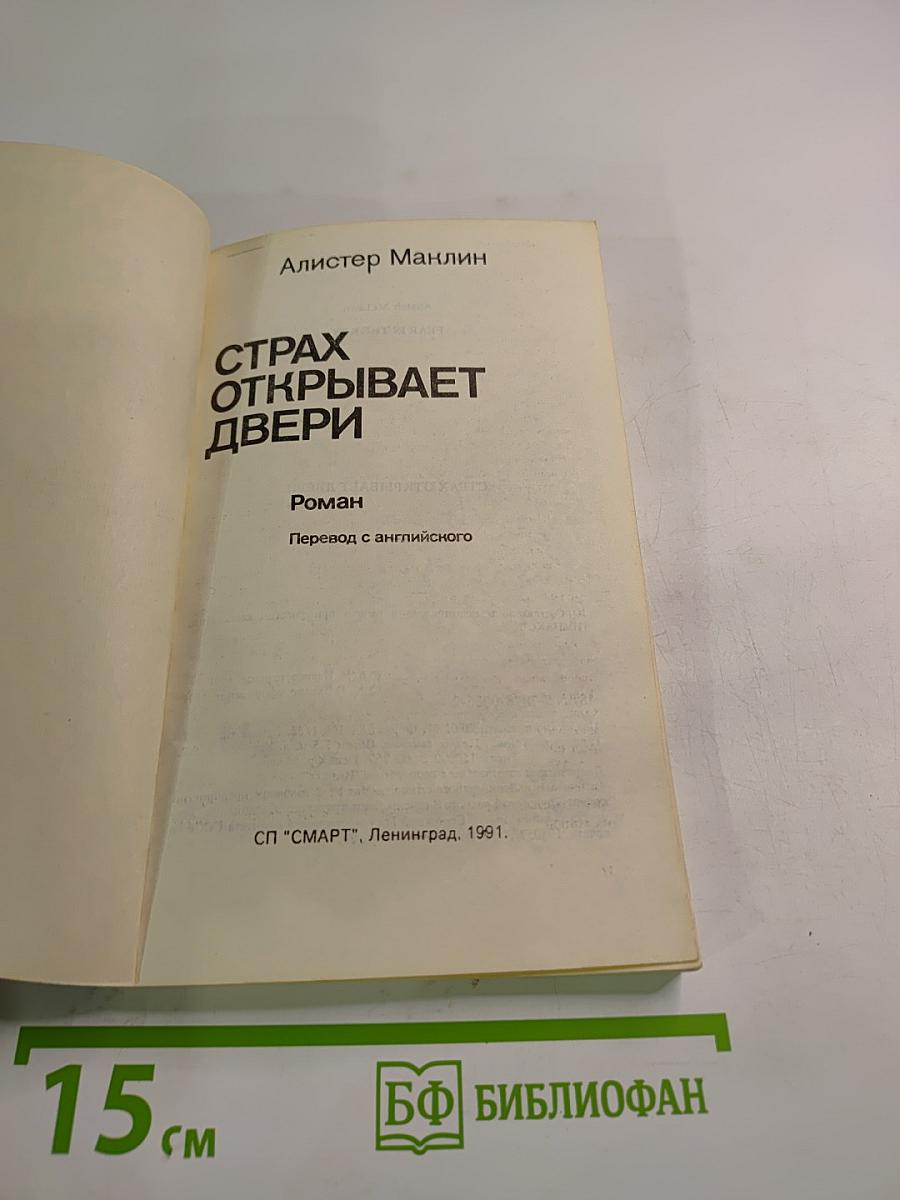 Алистер Маклин
СТРАХ
ОТКРЫВАЕТ
ДВЕРИ
Роман
Перевод с английского
СП "СМАРТ", Ленинград, 1991.
15 см
БФ БИБЛИОФАН